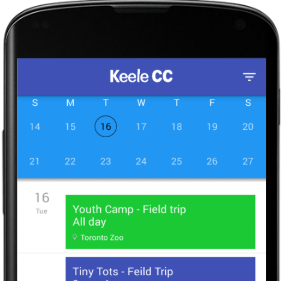 Keele CC
S M T W T F S
14 15 16 17 18 19 20
21 22 23 24 25 26 27
16
Tue
Youth Camp - Field trip
All day
Toronto Zoo
Tiny Tots - Feild Trip